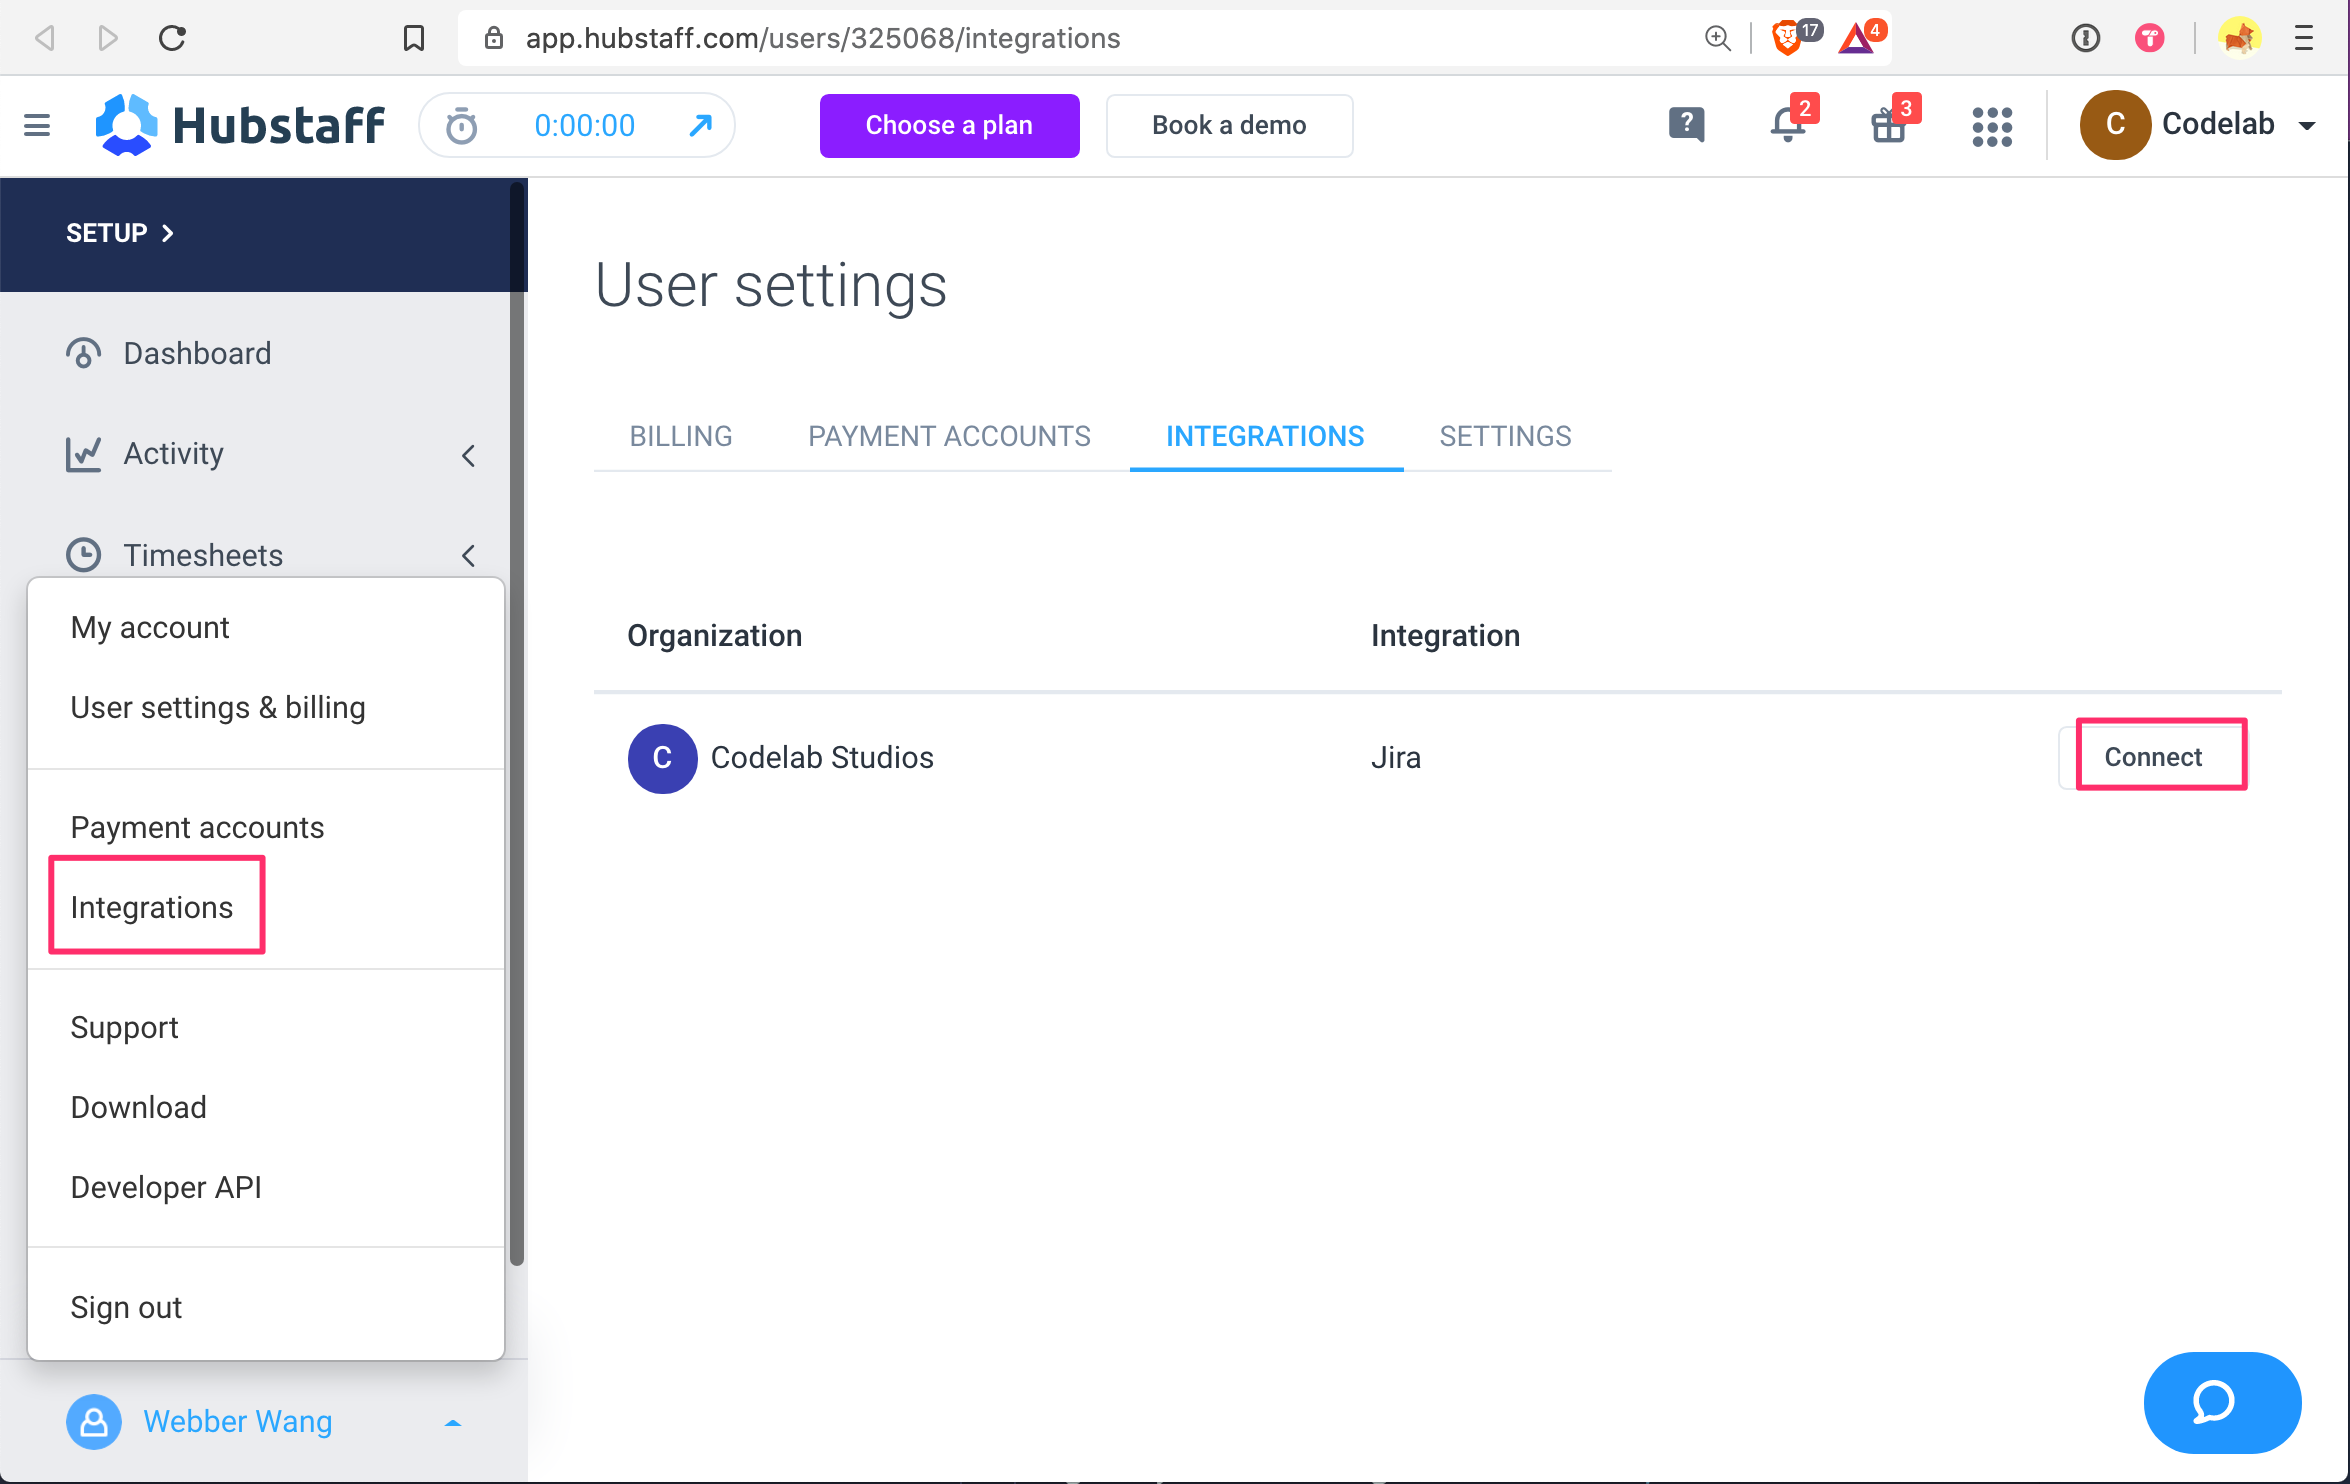 app.hubstaff.com/users/325068/integrations
17
4
Hubstaff
0:00:00
Choose a plan
Book a demo
?
2
3
C
Codelab
SETUP
Dashboard
Activity
Timesheets
My account
User settings & billing
Payment accounts
Integrations
Support
Download
Developer API
Sign out
Webber Wang
User settings
BILLING
PAYMENT ACCOUNTS
INTEGRATIONS
SETTINGS
Organization
Integration
C
Codelab Studios
Jira
Connect